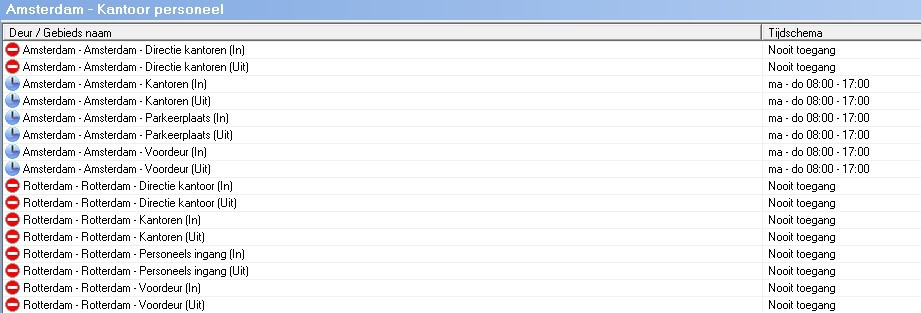 Amsterdam - Kantoor personeel
Deur / Gebieds naam Tijdschema
Amsterdam - Amsterdam - Directie kantoren (In) Nooit toegang
Amsterdam - Amsterdam - Directie kantoren (Uit) Nooit toegang
Amsterdam - Amsterdam - Kantoren (In) ma - do 08:00 - 17:00
Amsterdam - Amsterdam - Kantoren (Uit) ma - do 08:00 - 17:00
Amsterdam - Amsterdam - Parkeerplaats (In) ma - do 08:00 - 17:00
Amsterdam - Amsterdam - Parkeerplaats (Uit) ma - do 08:00 - 17:00
Amsterdam - Amsterdam - Voordeur (In) ma - do 08:00 - 17:00
Amsterdam - Amsterdam - Voordeur (Uit) ma - do 08:00 - 17:00
Rotterdam - Rotterdam - Directie kantoor (In) Nooit toegang
Rotterdam - Rotterdam - Directie kantoor (Uit) Nooit toegang
Rotterdam - Rotterdam - Kantoren (In) Nooit toegang
Rotterdam - Rotterdam - Kantoren (Uit) Nooit toegang
Rotterdam - Rotterdam - Personeels ingang (In) Nooit toegang
Rotterdam - Rotterdam - Personeels ingang (Uit) Nooit toegang
Rotterdam - Rotterdam - Voordeur (In) Nooit toegang
Rotterdam - Rotterdam - Voordeur (Uit) Nooit toegang